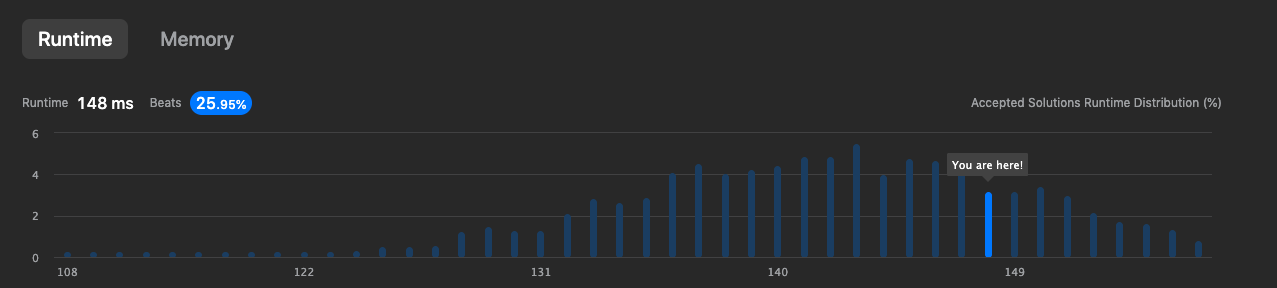 Runtime Memory
Runtime 148 ms Beats 25.95% Accepted Solutions Runtime Distribution (%)
6
You are here!
4
2
0
108 122 131 140 149